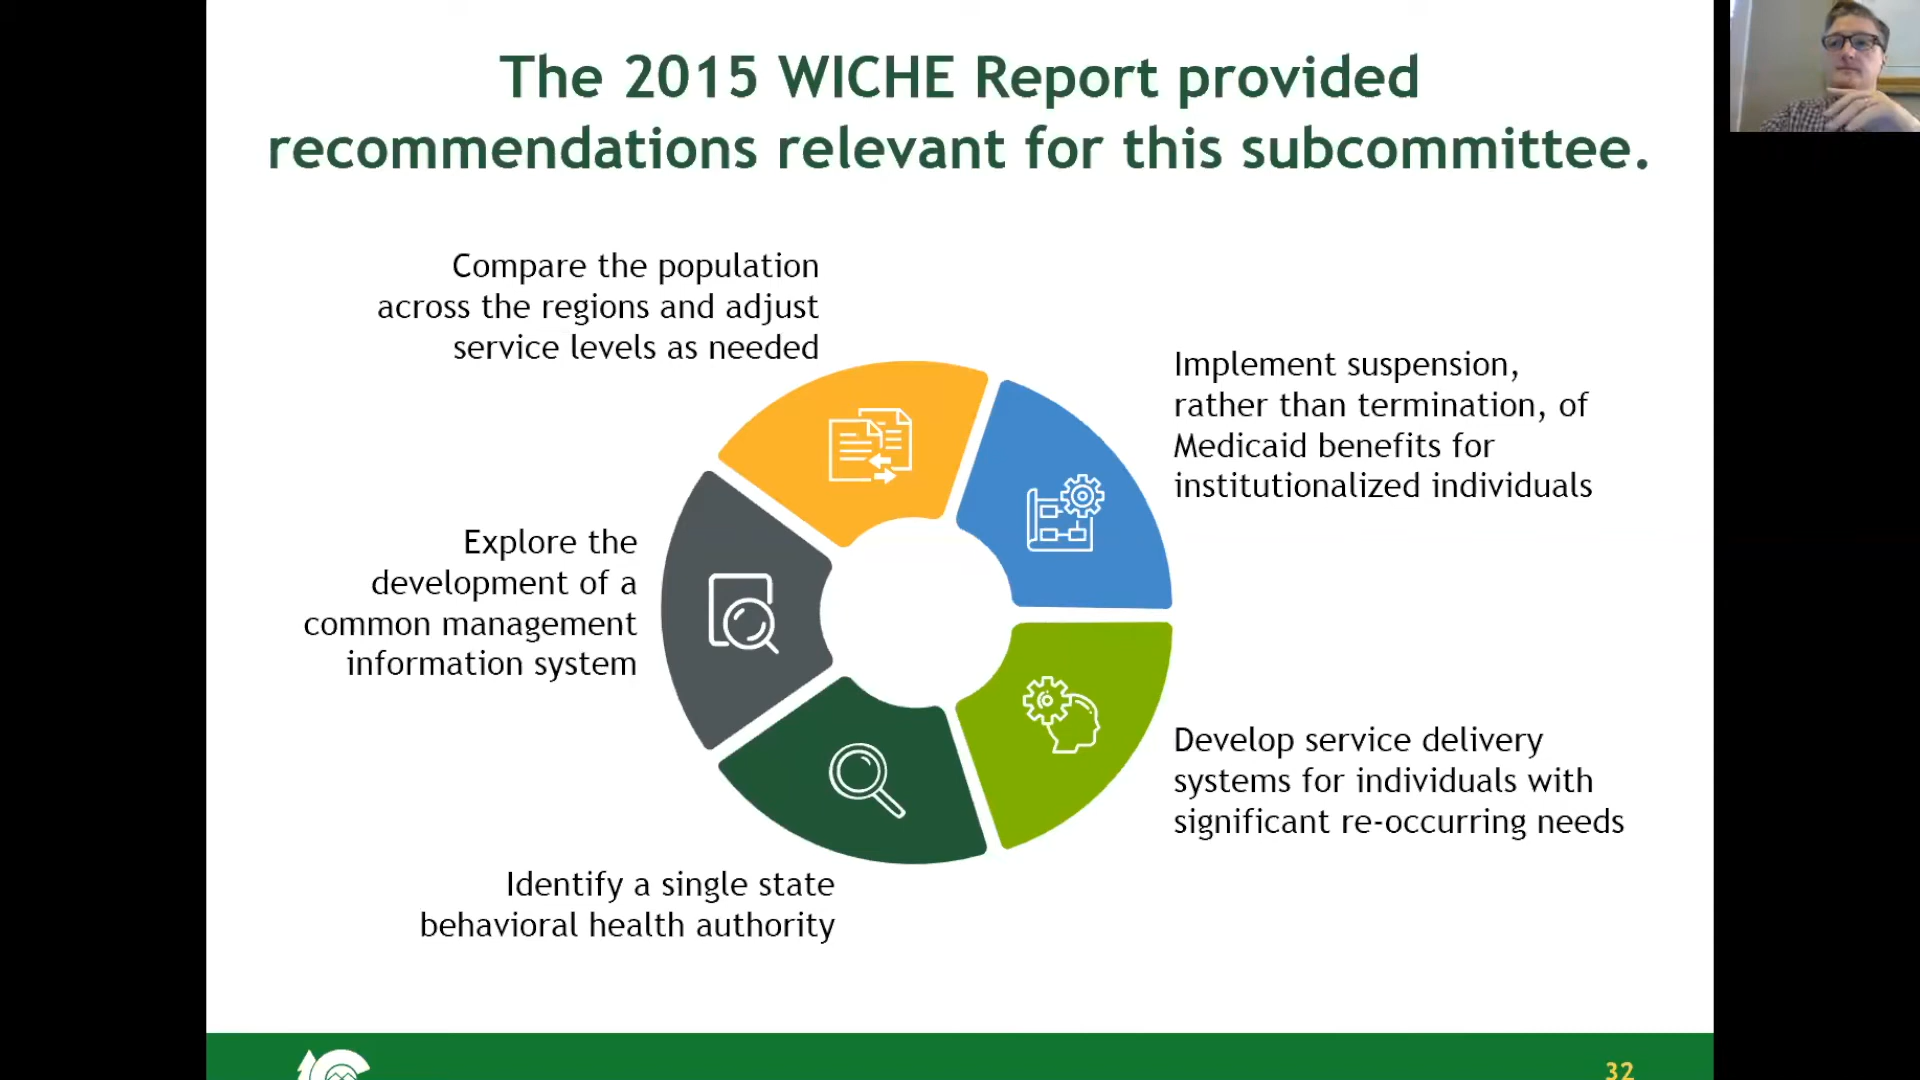 The 2015 WICHE Report provided
recommendations relevant for this subcommittee.
Compare the population
across the regions and adjust
service levels as needed
Implement suspension,
rather than termination, of
Medicaid benefits for
institutionalized individuals
Explore the
development of a
common management
information system
Develop service delivery
systems for individuals with
significant re-occurring needs
Identify a single state
behavioral health authority
32